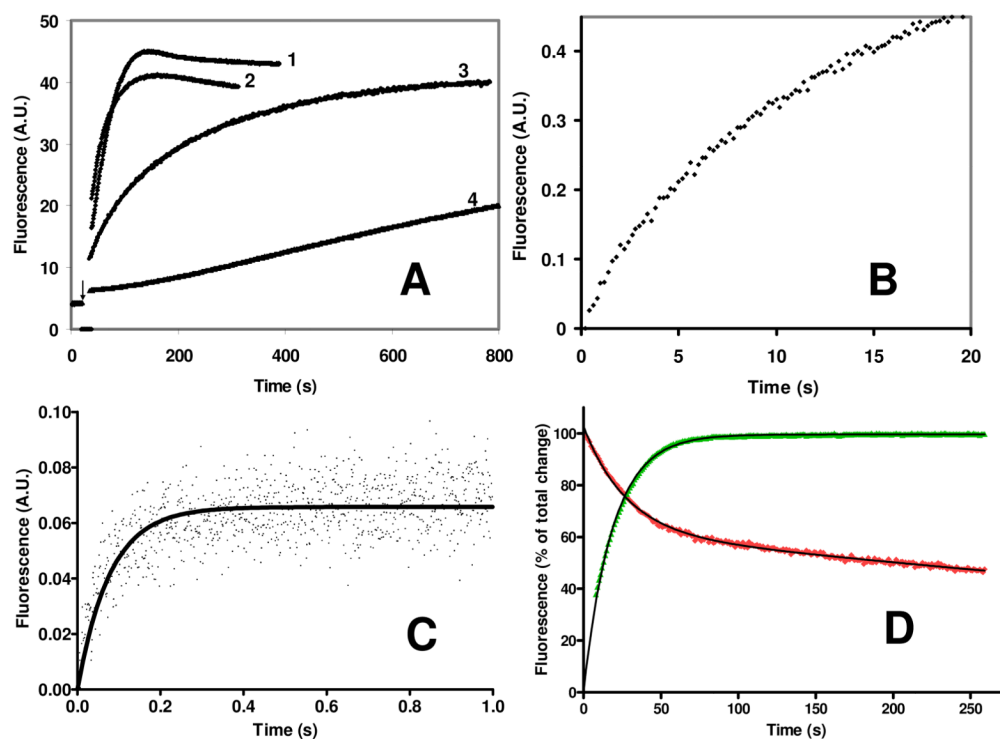 50
40
30
20
10
0
Fluorescence (A.U.)
1
2
3
4
A
0 200 400 600 800
Time (s)
0.4
0.3
0.2
0.1
0
Fluorescence (A.U.)
B
0 5 10 15 20
Time (s)
0.10
0.08
0.06
0.04
0.02
0.00
Fluorescence (A.U.)
C
0.0 0.2 0.4 0.6 0.8 1.0
Time (s)
100
80
60
40
20
0
Fluorescence (% of total change)
D
0 50 100 150 200 250
Time (s)